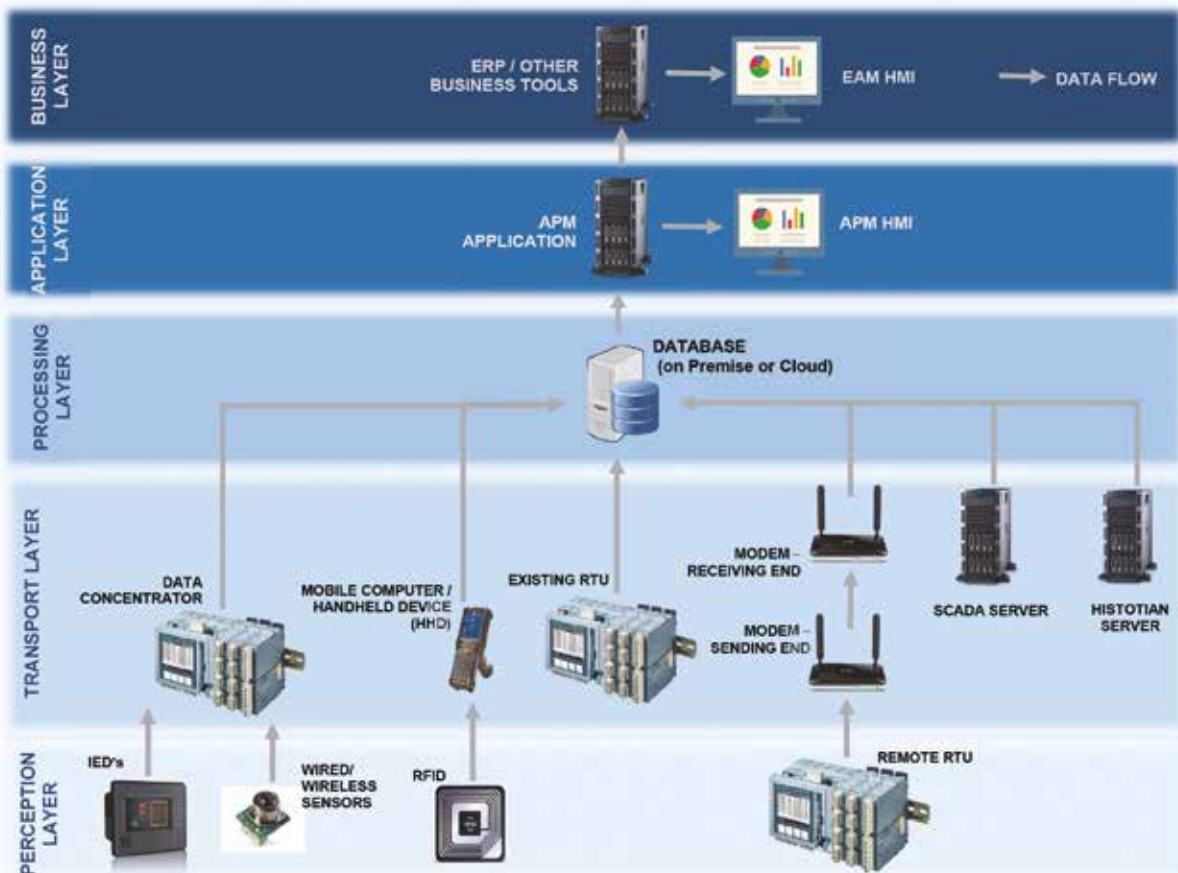 BUSINESS
LAYER
ERP / OTHER
BUSINESS TOOLS
EAM HMI
DATA FLOW
APPLICATION
LAYER
APM
APPLICATION
APM HMI
PROCESSING
LAYER
DATABASE
(on Premise or Cloud)
TRANSPORT LAYER
DATA
CONCENTRATOR
MOBILE COMPUTER /
HANDHELD DEVICE
(HHD)
EXISTING RTU
MODEM –
RECEIVING END
MODEM –
SENDING END
SCADA SERVER
HISTOTIAN
SERVER
PERCEPTION
LAYER
IED's
WIRED/
WIRELESS
SENSORS
RFID
REMOTE RTU